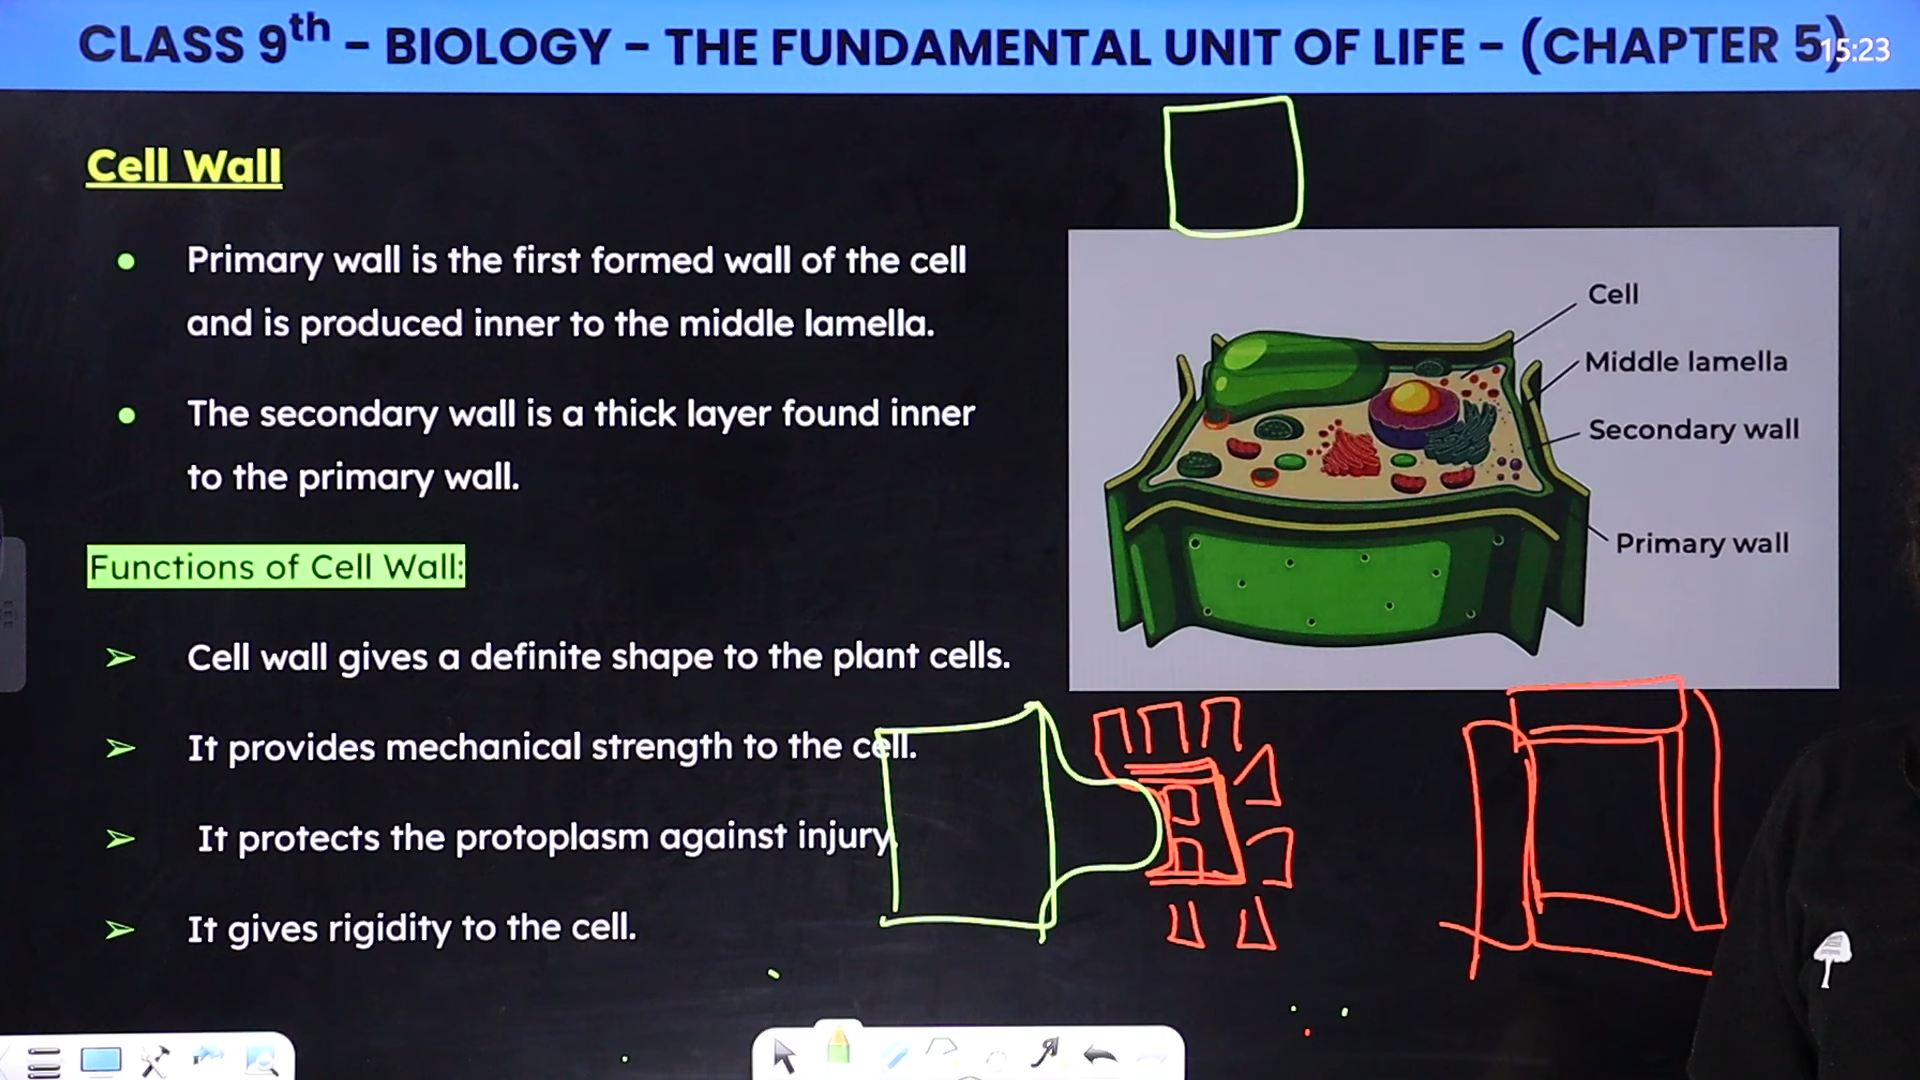 CLASS 9th - BIOLOGY - THE FUNDAMENTAL UNIT OF LIFE - (CHAPTER 5)
15:23
Cell Wall
Primary wall is the first formed wall of the cell
and is produced inner to the middle lamella.
The secondary wall is a thick layer found inner
to the primary wall.
Functions of Cell Wall:
Cell wall gives a definite shape to the plant cells.
It provides mechanical strength to the cell.
It protects the protoplasm against injury.
It gives rigidity to the cell.
Cell
Middle lamella
Secondary wall
Primary wall